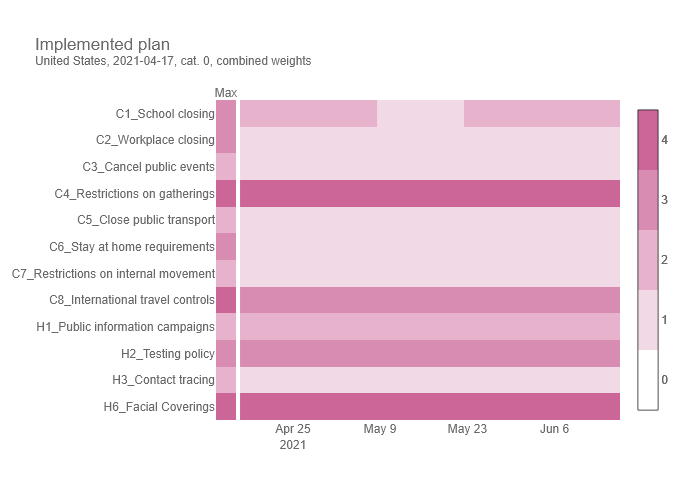 Implemented plan
United States, 2021-04-17, cat. 0, combined weights
Max
C1_School closing
C2_Workplace closing
C3_Cancel public events
C4_Restrictions on gatherings
C5_Close public transport
C6_Stay at home requirements
C7_Restrictions on internal movement
C8_International travel controls
H1_Public information campaigns
H2_Testing policy
H3_Contact tracing
H6_Facial Coverings
Apr 25 May 9 May 23 Jun 6
2021
4
3
2
1
0